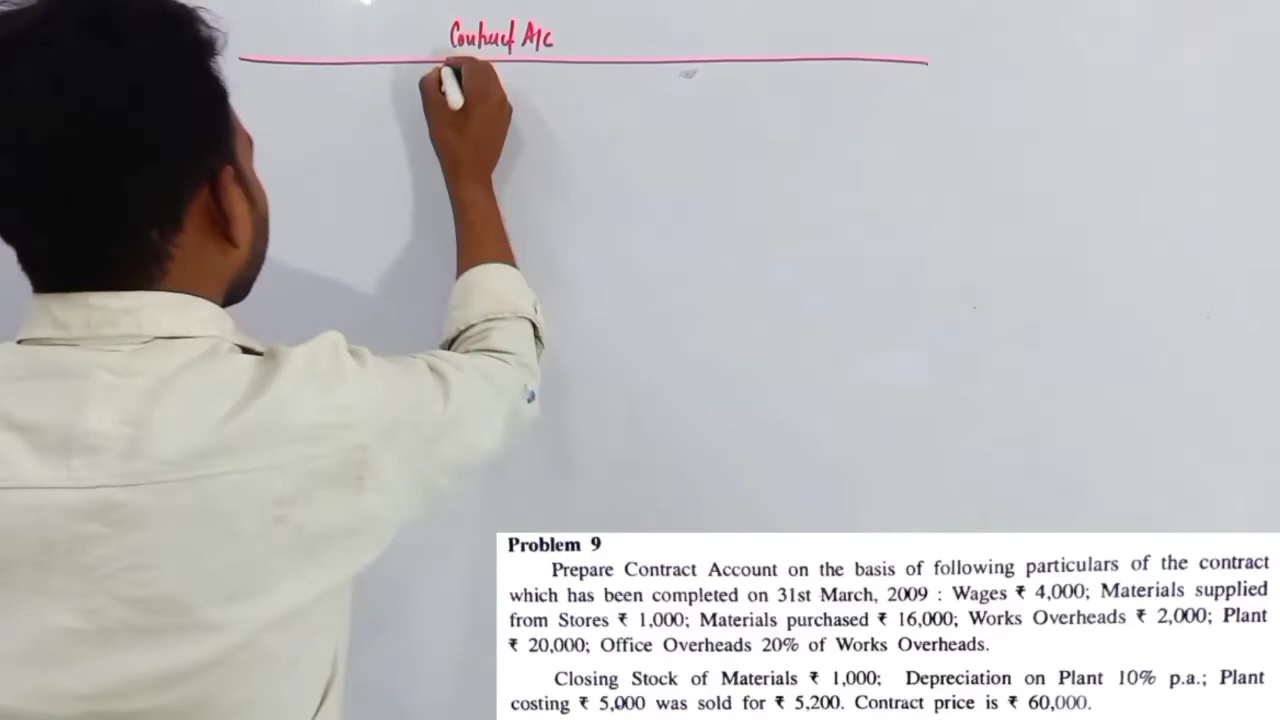 Contract A/c
Problem 9
Prepare Contract Account on the basis of following particulars of the contract
which has been completed on 31st March, 2009 : Wages ₹ 4,000; Materials supplied
from Stores ₹ 1,000; Materials purchased ₹ 16,000; Works Overheads ₹ 2,000; Plant
₹ 20,000; Office Overheads 20% of Works Overheads.
Closing Stock of Materials ₹ 1,000; Depreciation on Plant 10% p.a.; Plant
costing ₹ 5,000 was sold for ₹ 5,200. Contract price is ₹ 60,000.